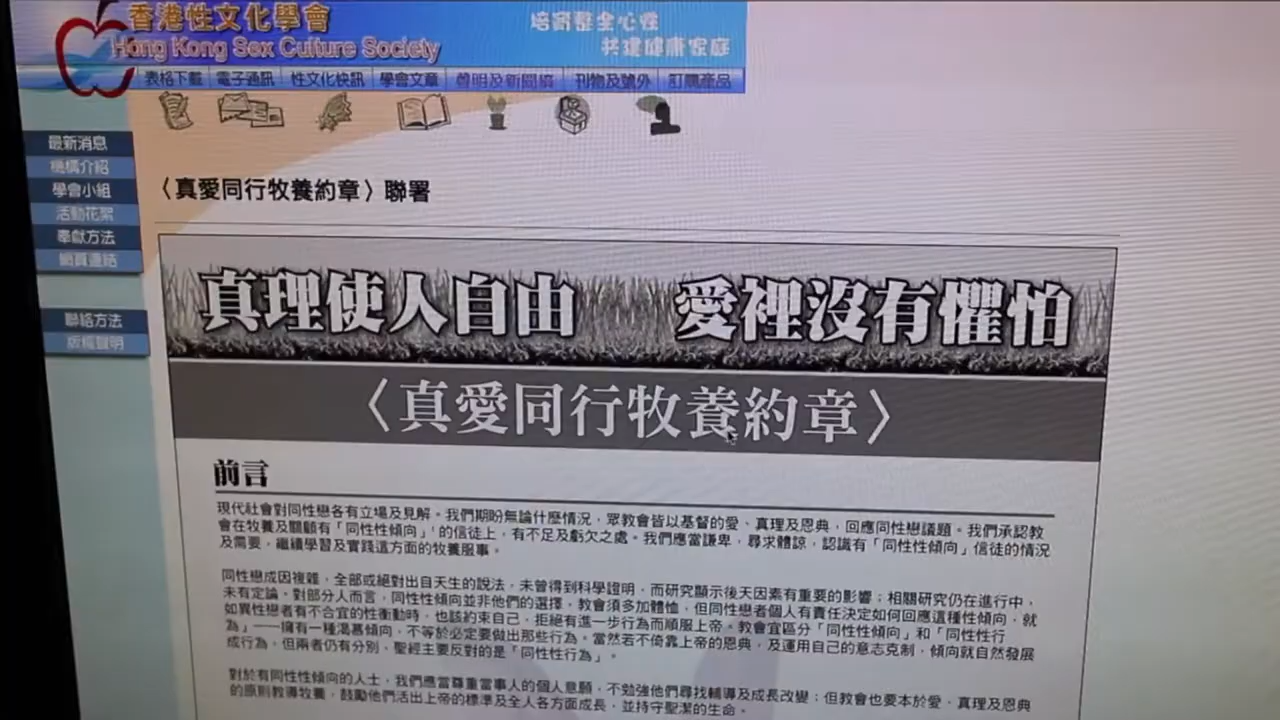 香港性文化學會
Hong Kong Sex Culture Society
培育整全心性
共建健康家庭
表格下載 電子通訊 性文化快訊 學會文章 聲明及新聞稿 刊物及號外 訂購產品
最新消息
機構介紹
學會小組
活動花絮
奉獻方法
網頁連結
聯絡方法
版權聲明
〈真愛同行牧養約章〉聯署
真理使人自由 愛裡沒有懼怕
〈真愛同行牧養約章〉
前言
現代社會對同性戀各有立場及見解。我們期盼無論什麼情況，眾教會皆以基督的愛、真理及恩典，回應同性戀議題。我們承認教
會在牧養及關顧有「同性性傾向」的信徒上，有不足及虧欠之處。我們應當謙卑，尋求體諒，認識有「同性性傾向」信徒的情況
及需要，繼續學習及實踐這方面的牧養服事。
同性戀成因複雜，全部或絕對出自天生的說法，未曾得到科學證明，而研究顯示後天因素有重要的影響；相關研究仍在進行中，
未有定論。對部分人而言，同性性傾向並非他們的選擇，教會須多加體恤，但同性戀者個人有責任決定如何回應這種性傾向，就
如異性戀者有不合宜的性衝動時，也該約束自己，拒絕有進一步行為而順服上帝。教會宜區分「同性性傾向」和「同性性行
為」——擁有一種渴慕傾向，不等於必定要做出那些行為。當然若不倚靠上帝的恩典，及運用自己的意志克制，傾向就自然發展
成行為，但兩者仍有分別，聖經主要反對的是「同性性行為」。
對於有同性性傾向的人士，我們應當尊重當事人的個人意願，不勉強他們尋找輔導及成長改變；但教會也要本於愛、真理及恩典
的原則教導牧養，鼓勵他們活出上帝的標準及全人各方面成長，並持守聖潔的生命。